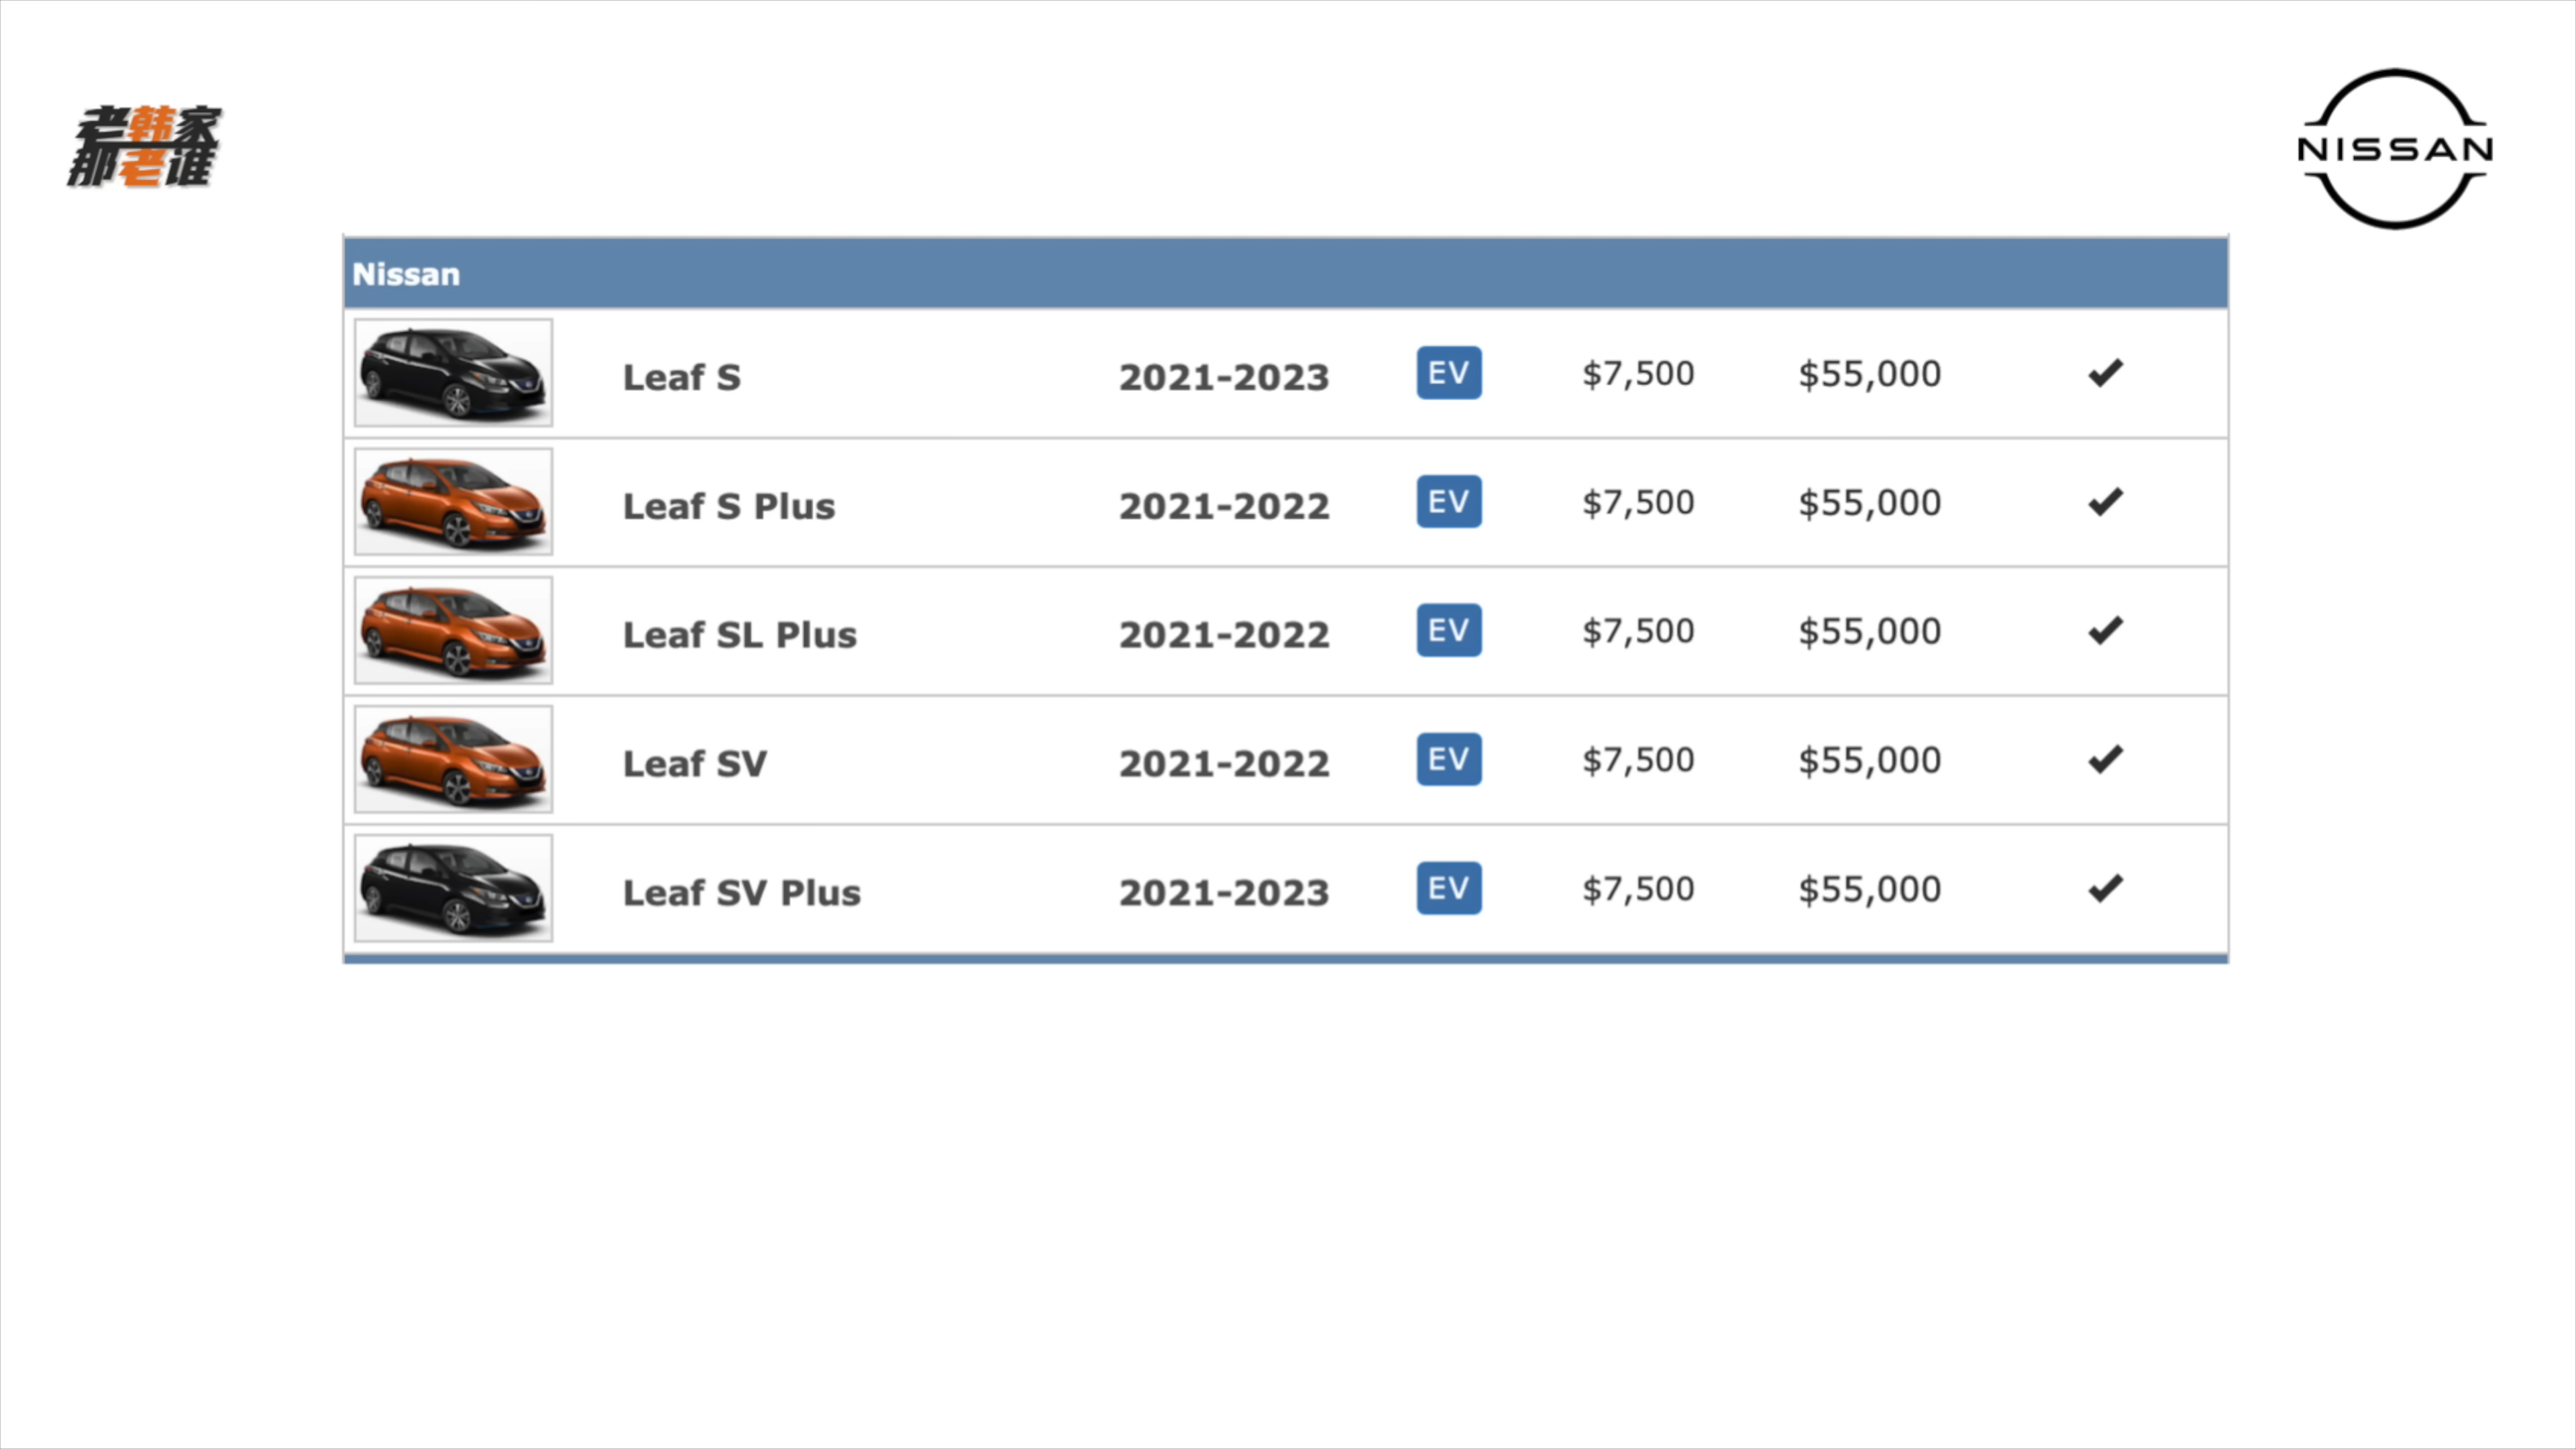 老韩家
那老谁
NISSAN
Nissan
Leaf S 2021-2023 EV $7,500 $55,000 ✔
Leaf S Plus 2021-2022 EV $7,500 $55,000 ✔
Leaf SL Plus 2021-2022 EV $7,500 $55,000 ✔
Leaf SV 2021-2022 EV $7,500 $55,000 ✔
Leaf SV Plus 2021-2023 EV $7,500 $55,000 ✔